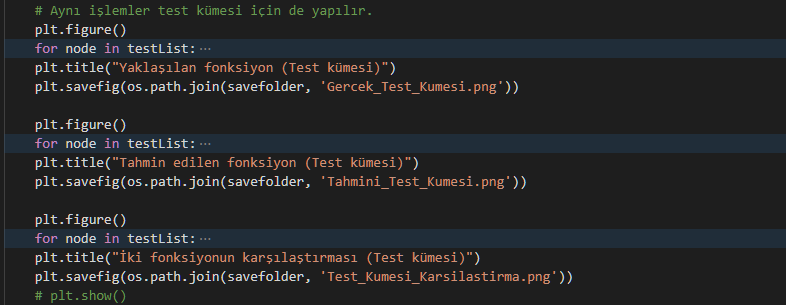 # Aynı işlemler test kümesi için de yapılır.
plt.figure()
for node in testList:···
plt.title("Yaklaşılan fonksiyon (Test kümesi)")
plt.savefig(os.path.join(savefolder, 'Gercek_Test_Kumesi.png'))
plt.figure()
for node in testList:···
plt.title("Tahmin edilen fonksiyon (Test kümesi)")
plt.savefig(os.path.join(savefolder, 'Tahmini_Test_Kumesi.png'))
plt.figure()
for node in testList:···
plt.title("İki fonksiyonun karşılaştırması (Test kümesi)")
plt.savefig(os.path.join(savefolder, 'Test_Kumesi_Karsilastirma.png'))
# plt.show()